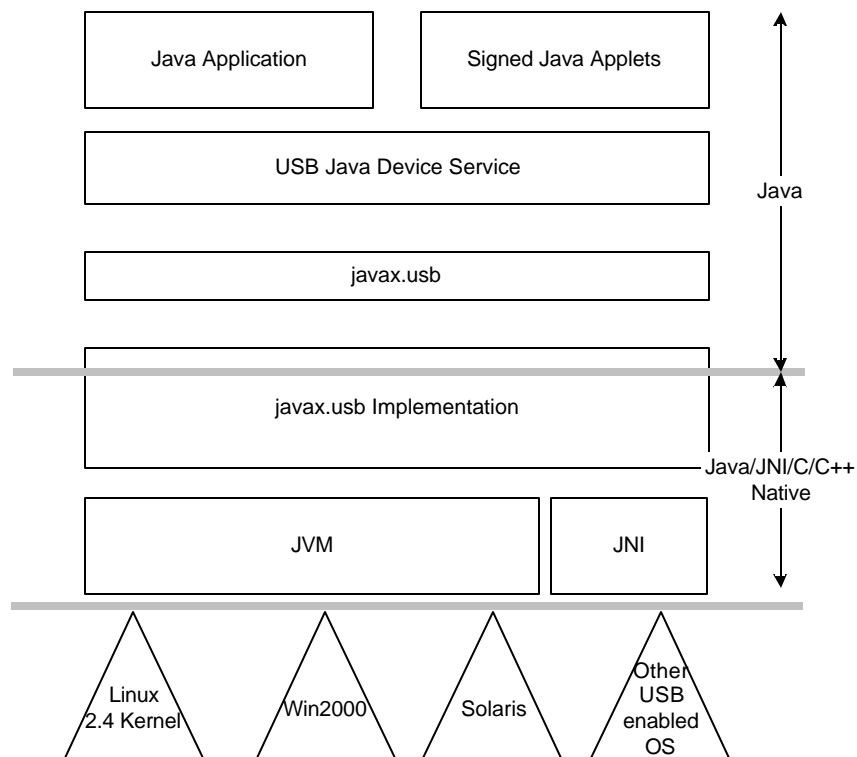 Java Application
Signed Java Applets
USB Java Device Service
Java
javax.usb
javax.usb Implementation
Java/JNI/C/C++
Native
JVM
JNI
Linux
2.4 Kernel
Win2000
Solaris
Other
USB
enabled
OS